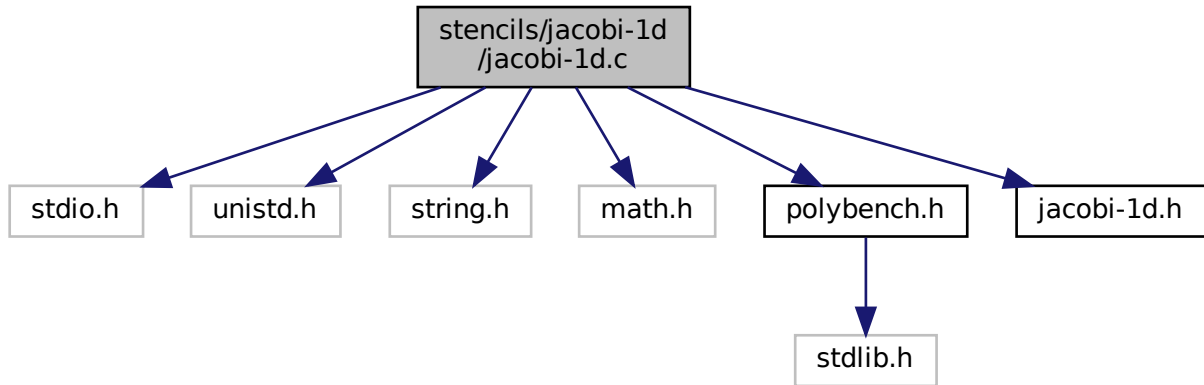 stencils/jacobi-1d
/jacobi-1d.c
stdio.h
unistd.h
string.h
math.h
polybench.h
jacobi-1d.h
stdlib.h